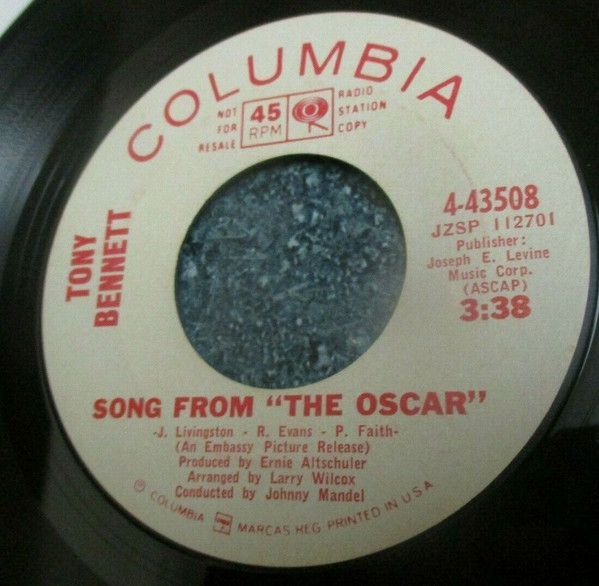 COLUMBIA
NOT
FOR
RESALE
45
RPM
RADIO
STATION
COPY
4-43508
JZSP 112701
Publisher:
Joseph E. Levine
Music Corp.
(ASCAP)
3:38
TONY
BENNETT
SONG FROM "THE OSCAR"
-J. Livingston - R. Evans - P. Faith-
(An Embassy Picture Release)
Produced by Ernie Altschuler
Arranged by Larry Wilcox
Conducted by Johnny Mandel
℗ COLUMBIA MARCAS REG. PRINTED IN U.S.A.